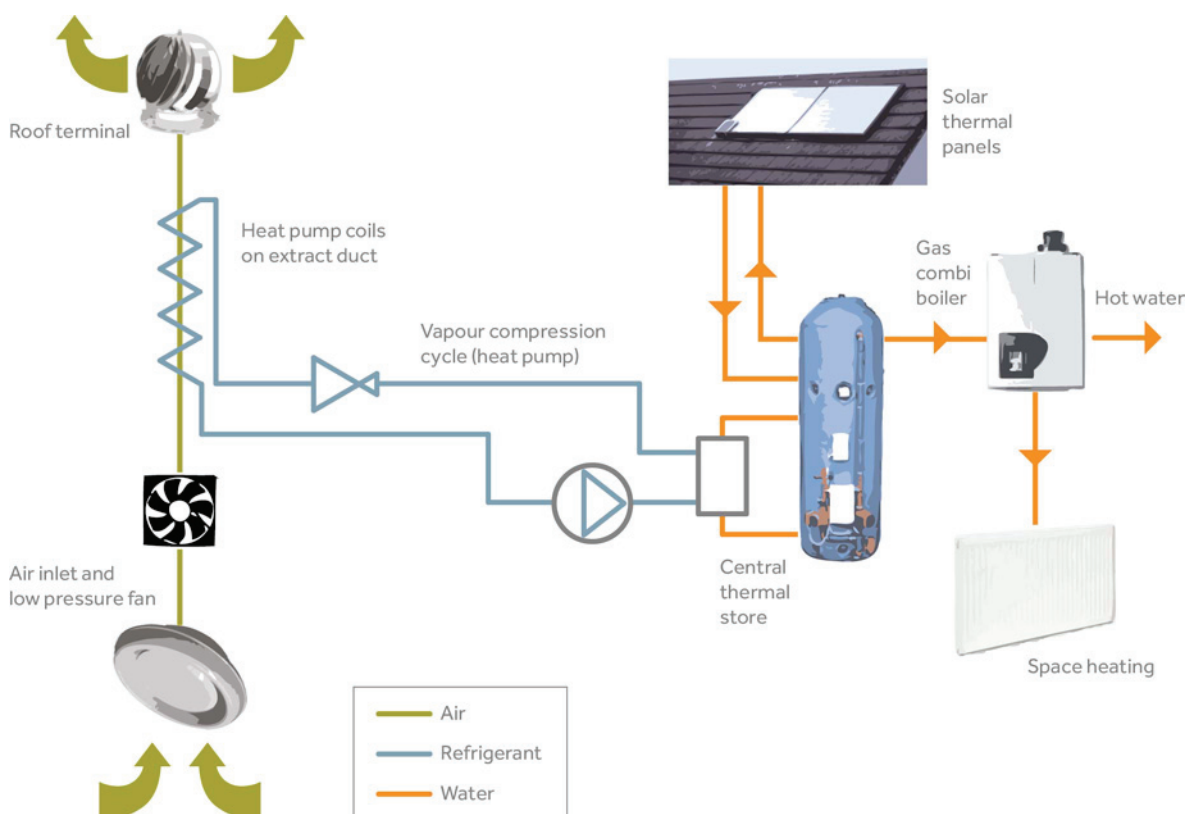 Roof terminal
Heat pump coils
on extract duct
Vapour compression
cycle (heat pump)
Solar
thermal
panels
Gas
combi
boiler
Hot water
Air inlet and
low pressure fan
Central
thermal
store
Space heating
Air
Refrigerant
Water